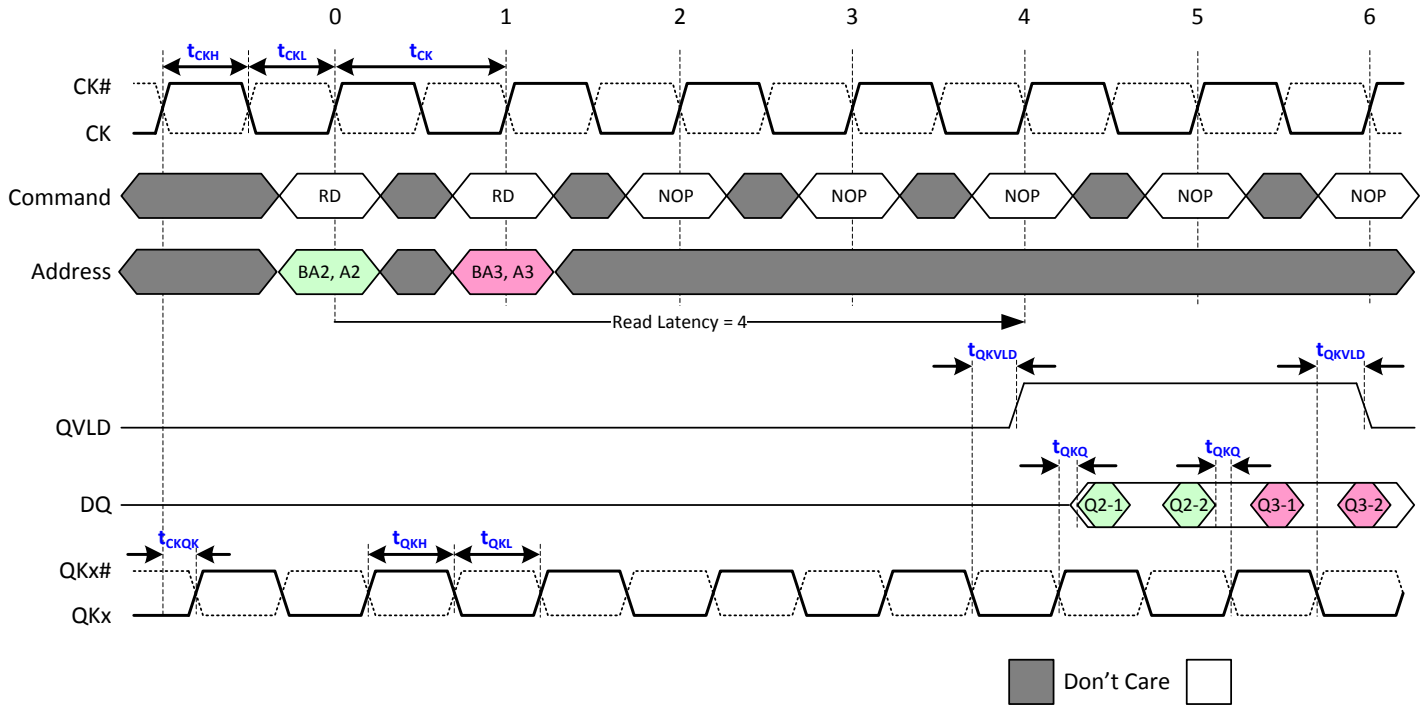 0 1 2 3 4 5 6
tCKH tCKL tCK
CK#
CK
Command RD RD NOP NOP NOP NOP NOP
Address BA2, A2 BA3, A3
Read Latency = 4
tQKVLD tQKVLD
QVLD
tQKQ tQKQ
DQ Q2-1 Q2-2 Q3-1 Q3-2
tCKQK tQKH tQKL
QKx#
QKx
Don't Care